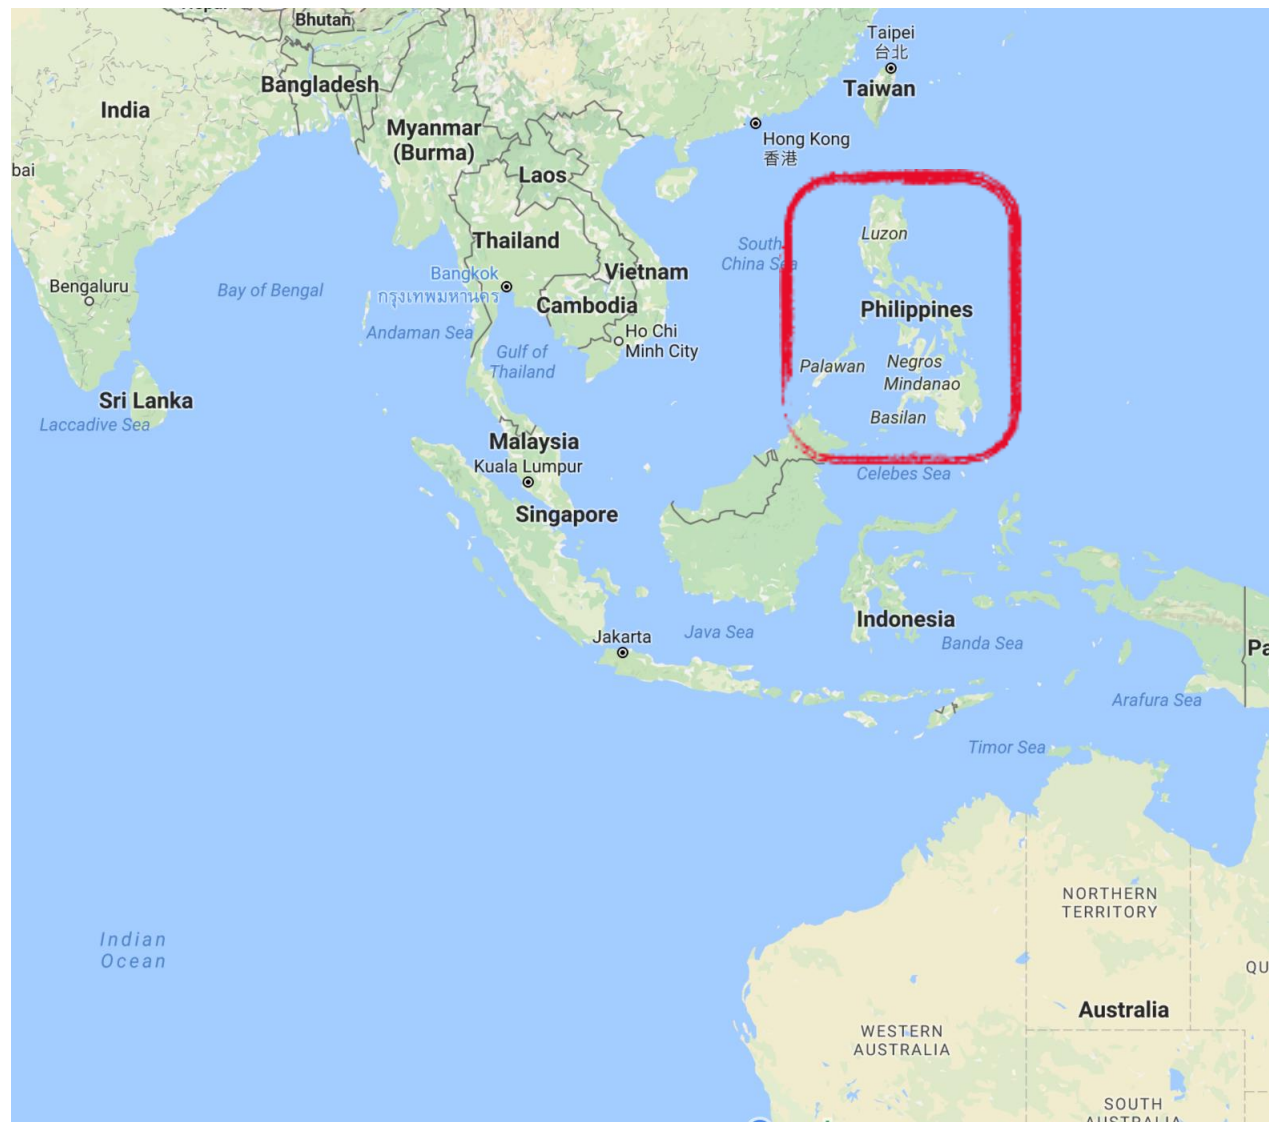 Nepal
Bhutan
Taipei
台北
Bangladesh
Taiwan
India
Myanmar
(Burma)
Hong Kong
香港
bai
Laos
Luzon
Thailand
South
China Sea
Vietnam
Bangkok
กรุงเทพมหานคร
Bengaluru
Bay of Bengal
Cambodia
Philippines
Andaman Sea
Ho Chi
Minh City
Gulf of
Thailand
Palawan
Negros
Mindanao
Sri Lanka
Basilan
Laccadive Sea
Malaysia
Kuala Lumpur
Celebes Sea
Singapore
Indonesia
Jakarta
Java Sea
Banda Sea
Pa
Arafura Sea
Timor Sea
NORTHERN
TERRITORY
Indian
Ocean
QU
Australia
WESTERN
AUSTRALIA
SOUTH
AUSTRALIA